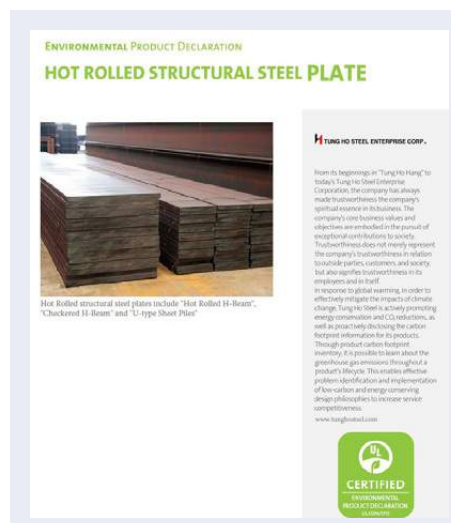 ENVIRONMENTAL PRODUCT DECLARATION
HOT ROLLED STRUCTURAL STEEL PLATE
TUNG HO STEEL ENTERPRISE CORP.
From its beginnings in "Tung Ho Hang" to
today's Tung Ho Steel Enterprise
Corporation, the company has always
made trustworthiness the company's
spiritual essence in its business. The
company's core business values and
objectives are embodied in the pursuit of
exceptional contributions to society.
Trustworthiness does not merely represent
the company's trustworthiness in relation
to outside parties, customers, and society,
but also signifies trustworthiness in its
employees and in itself.
In response to global warming, in order to
effectively mitigate the impacts of climate
change, Tung Ho Steel is actively promoting
energy conservation and CO₂ reductions, as
well as proactively disclosing the carbon
footprint information for its products.
Through product carbon footprint
inventory, it is possible to learn about the
greenhouse gas emissions throughout a
product's lifecycle. This enables effective
problem identification and implementation
of low-carbon and energy conserving
design philosophies to increase service
competitiveness.
www.tunghosteel.com
Hot Rolled structural steel plates include "Hot Rolled H-Beam",
"Checkered H-Beam" and "U-type Sheet Piles"
UL
CERTIFIED
ENVIRONMENTAL
PRODUCT DECLARATION